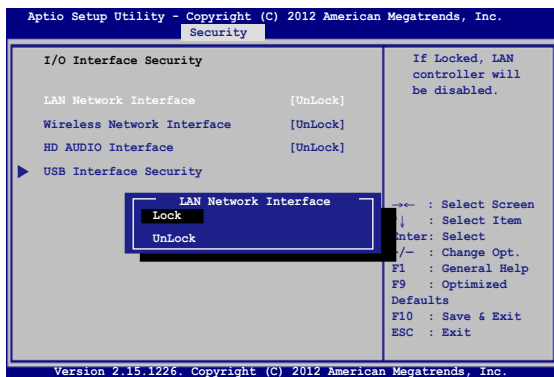 Aptio Setup Utility - Copyright (C) 2012 American Megatrends, Inc.
Security
I/O Interface Security
LAN Network Interface [UnLock]
Wireless Network Interface [UnLock]
HD AUDIO Interface [UnLock]
USB Interface Security
LAN Network Interface
Lock
UnLock
If Locked, LAN
controller will
be disabled.
→← : Select Screen
↓ : Select Item
Enter: Select
+/- : Change Opt.
F1 : General Help
F9 : Optimized
Defaults
F10 : Save & Exit
ESC : Exit
Version 2.15.1226. Copyright (C) 2012 American Megatrends, Inc.